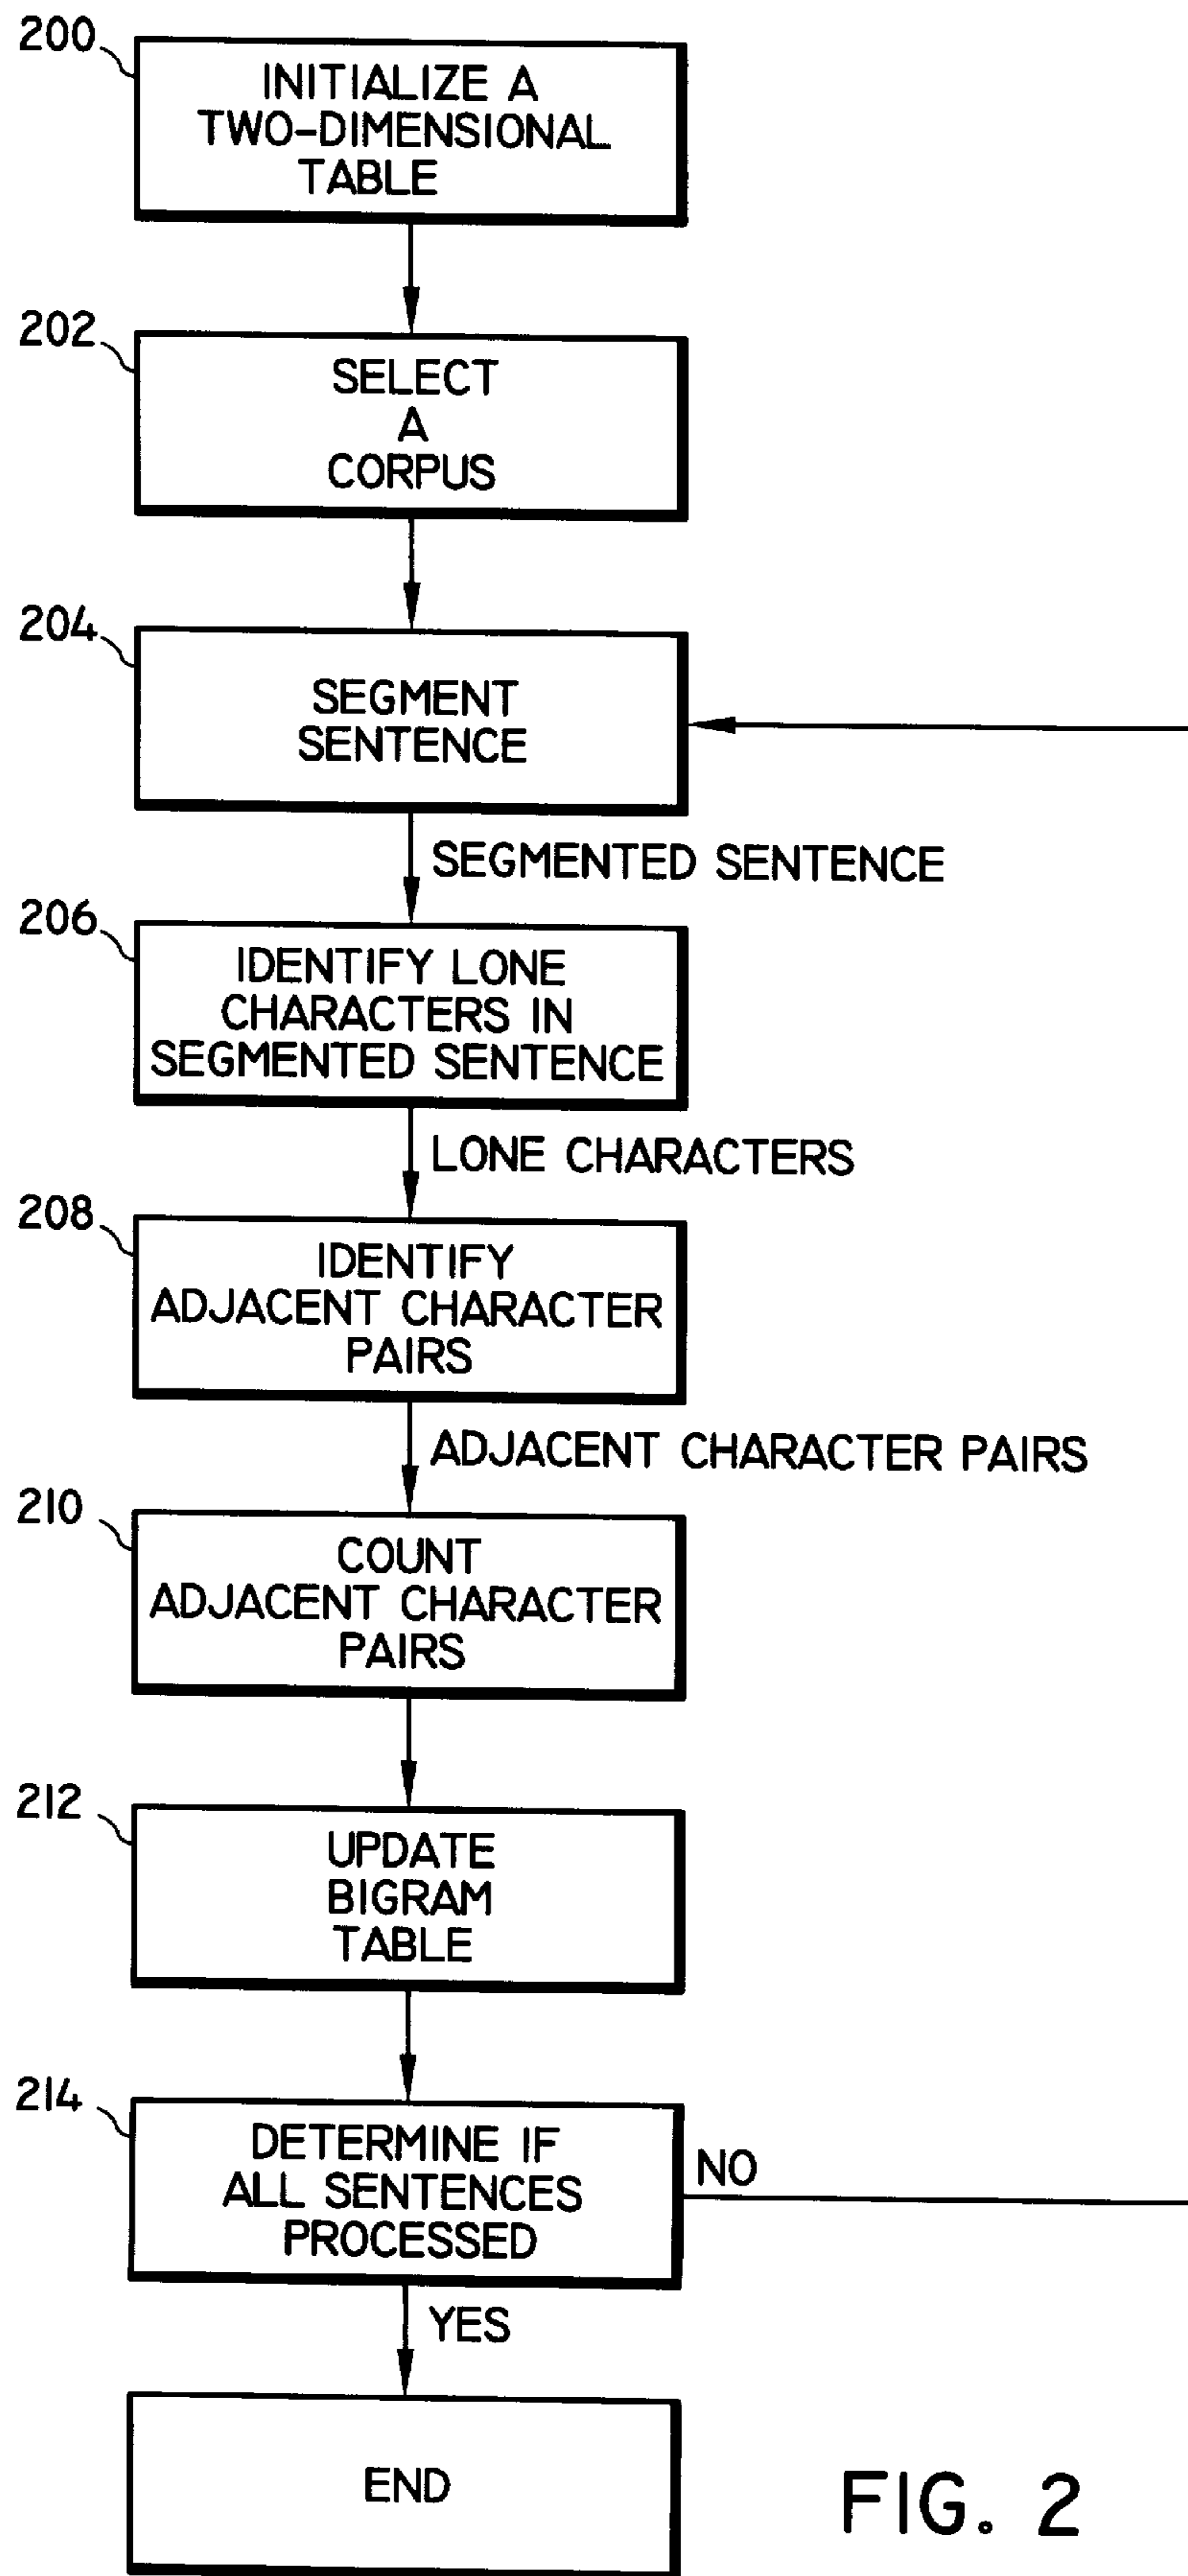 200
INITIALIZE A
TWO-DIMENSIONAL
TABLE
202
SELECT
A
CORPUS
204
SEGMENT
SENTENCE
SEGMENTED SENTENCE
206
IDENTIFY LONE
CHARACTERS IN
SEGMENTED SENTENCE
LONE CHARACTERS
208
IDENTIFY
ADJACENT CHARACTER
PAIRS
ADJACENT CHARACTER PAIRS
210
COUNT
ADJACENT CHARACTER
PAIRS
212
UPDATE
BIGRAM
TABLE
214
DETERMINE IF
ALL SENTENCES
PROCESSED
NO
YES
END
FIG. 2